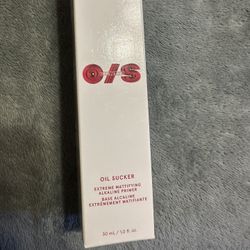 O/S
OIL SUCKER
EXTREME MATTIFYING
ALKALINE PRIMER
BASE ALCALINE
EXTRÊMEMENT MATIFIANTE
30 mL / 1.0 fl. oz.